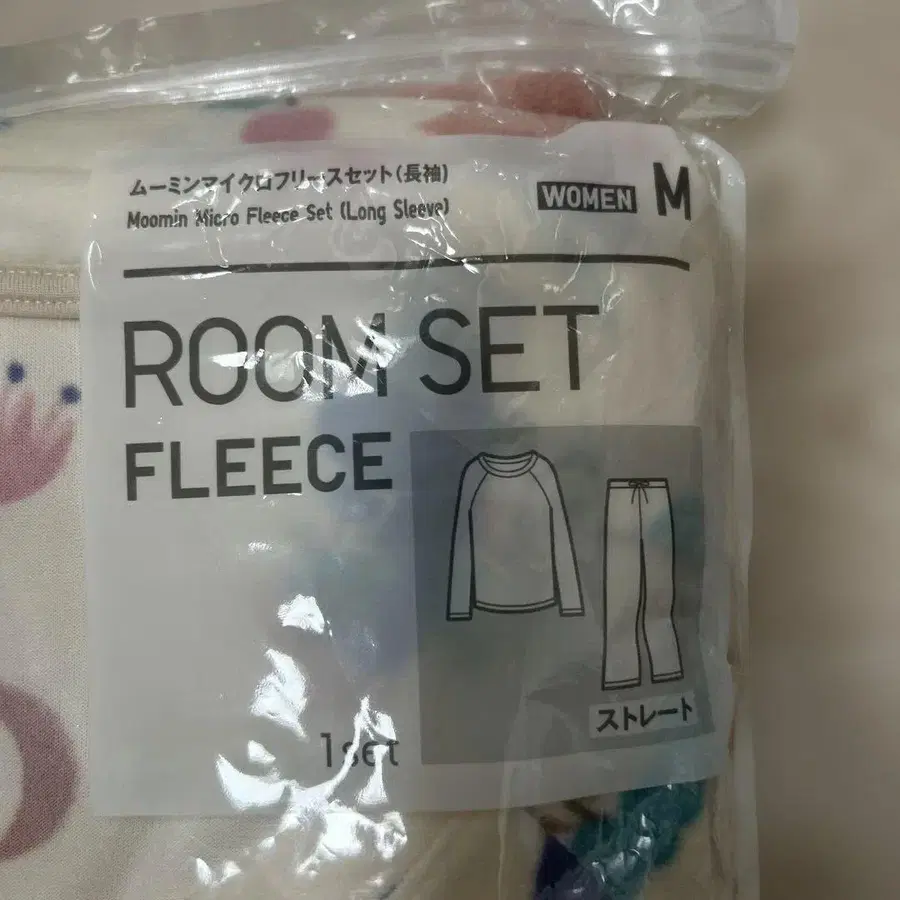 ムーミンマイクロフリースセット(長袖)
Moomin Micro Fleece Set (Long Sleeve)
WOMEN M
ROOM SET
FLEECE
ストレート
1set